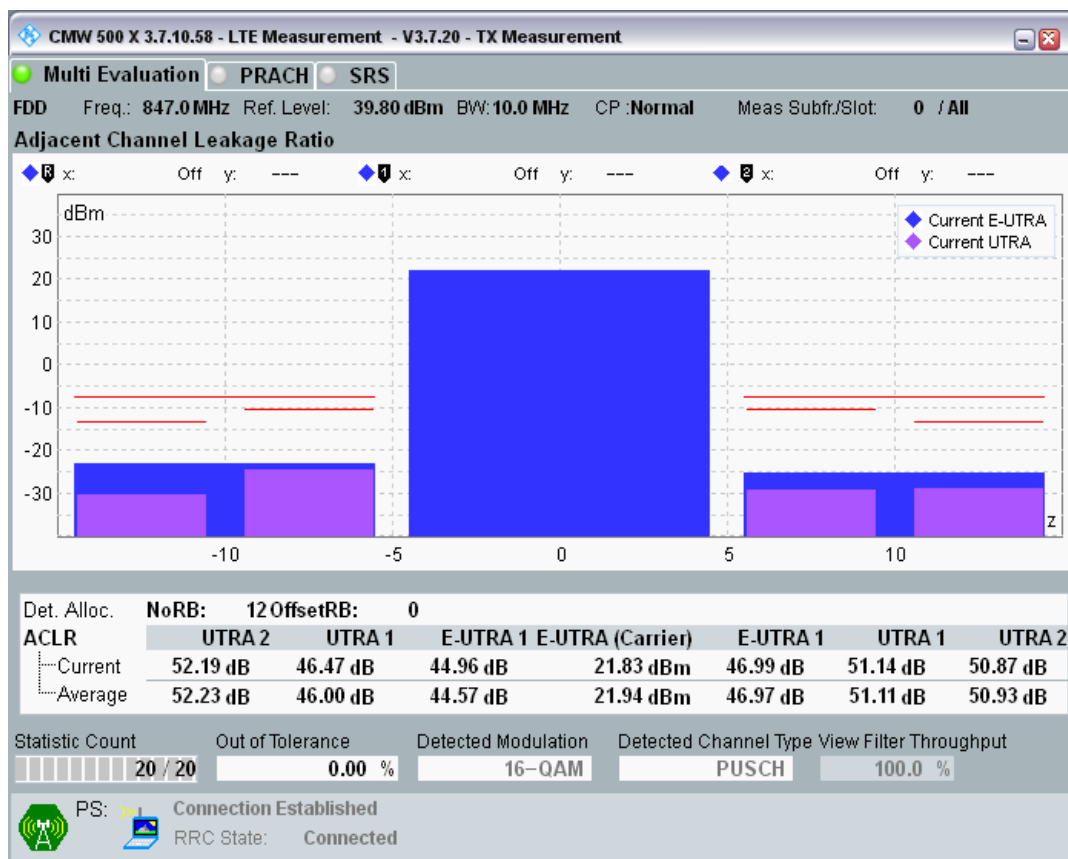 CMW 500 X 3.7.10.58 - LTE Measurement - V3.7.20 - TX Measurement
Multi Evaluation PRACH SRS
FDD Freq.: 847.0 MHz Ref. Level: 39.80 dBm BW: 10.0 MHz CP :Normal Meas Subfr./Slot: 0 / All
Adjacent Channel Leakage Ratio
R x: Off y: --- 1 x: Off y: --- 2 x: Off y: ---
dBm
Current E-UTRA
Current UTRA
30
20
10
0
-10
-20
-30
z
-10 -5 0 5 10
Det. Alloc. NoRB: 12 OffsetRB: 0
ACLR UTRA 2 UTRA 1 E-UTRA 1 E-UTRA (Carrier) E-UTRA 1 UTRA 1 UTRA 2
Current 52.19 dB 46.47 dB 44.96 dB 21.83 dBm 46.99 dB 51.14 dB 50.87 dB
Average 52.23 dB 46.00 dB 44.57 dB 21.94 dBm 46.97 dB 51.11 dB 50.93 dB
Statistic Count Out of Tolerance Detected Modulation Detected Channel Type View Filter Throughput
20 / 20 0.00 % 16-QAM PUSCH 100.0 %
PS: Connection Established
RRC State: Connected